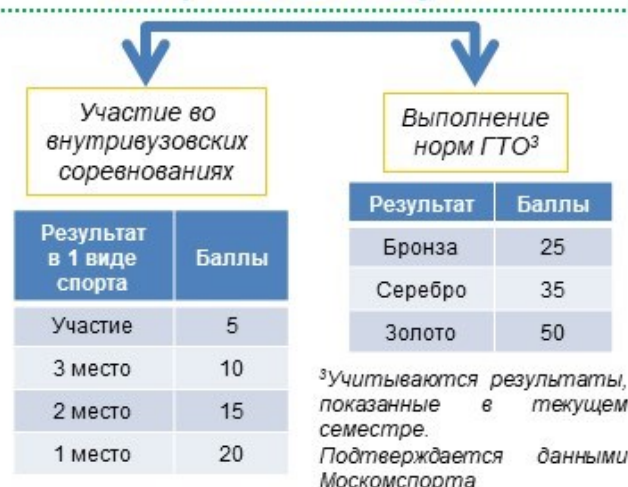 Участие во
внутривузовских
соревнованиях
Результат
в 1 виде
спорта
Баллы
Участие 5
3 место 10
2 место 15
1 место 20
Выполнение
норм ГТО³
Результат Баллы
Бронза 25
Серебро 35
Золото 50
³Учитываются результаты,
показанные в текущем
семестре.
Подтверждается данными
Москомспорта